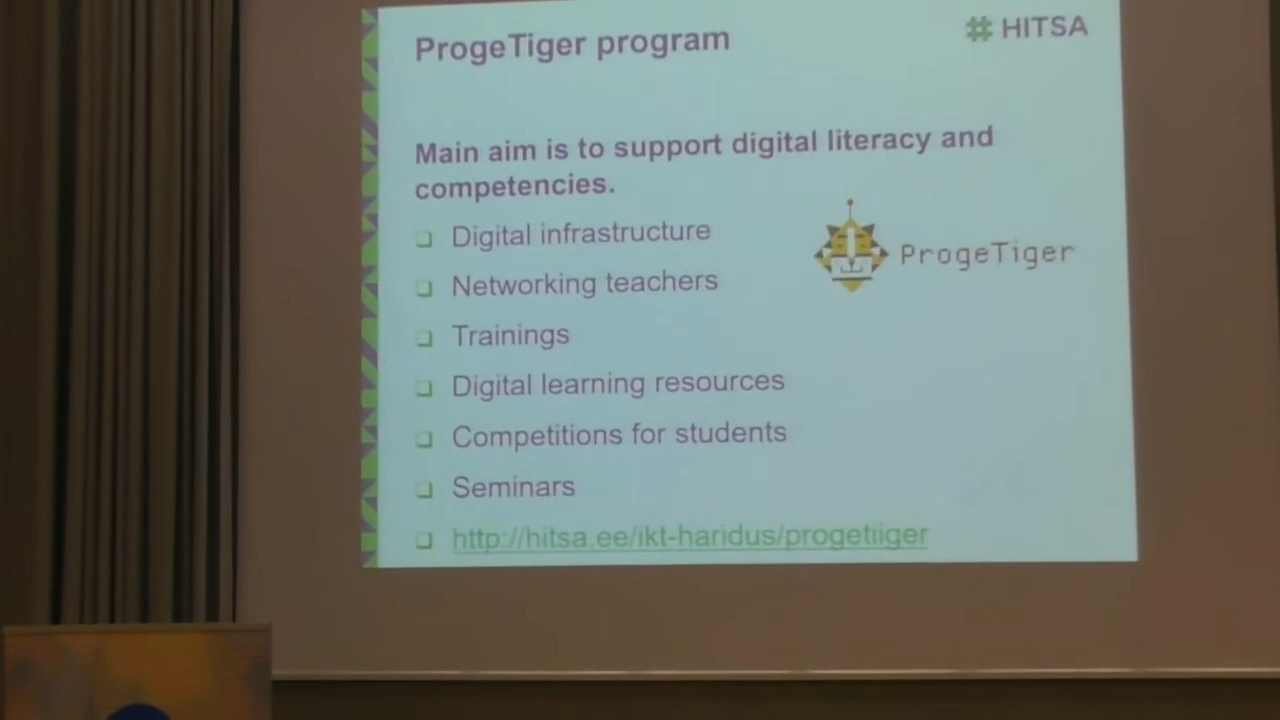 ProgeTiger program
# HITSA
Main aim is to support digital literacy and
competencies.
Digital infrastructure
ProgeTiger
Networking teachers
Trainings
Digital learning resources
Competitions for students
Seminars
http://hitsa.ee/ikt-haridus/progetiiger